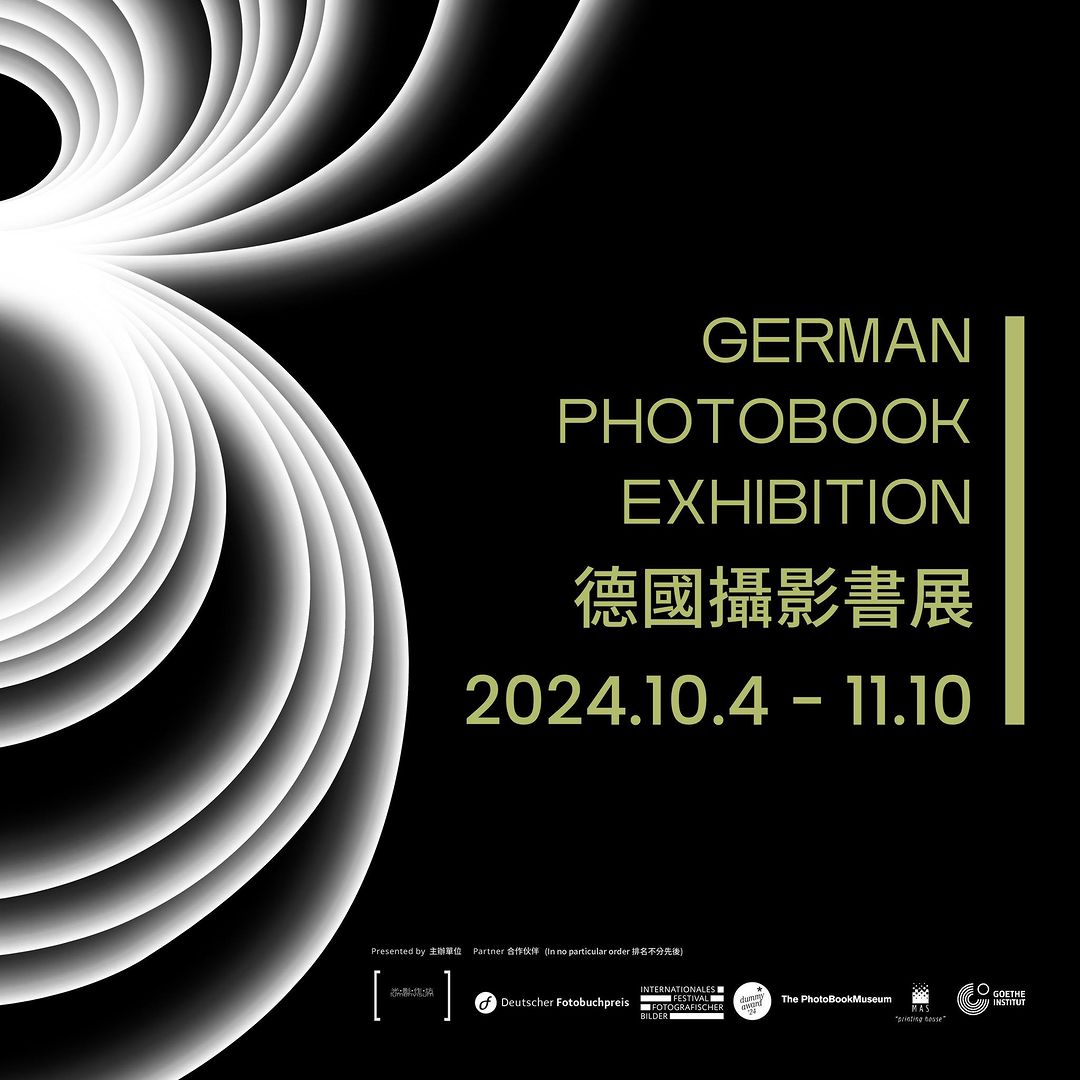 GERMAN
PHOTOBOOK
EXHIBITION
德國攝影書展
2024.10.4 - 11.10
Presented by 主辦單位 Partner 合作伙伴 (In no particular order 排名不分先後)
Deutscher Fotobuchpreis
INTERNATIONALES
FESTIVAL
FOTOGRAFISCHER
BILDER
dummy
award
'24
The PhotoBookMuseum
MAS
"printing house"
GOETHE
INSTITUT